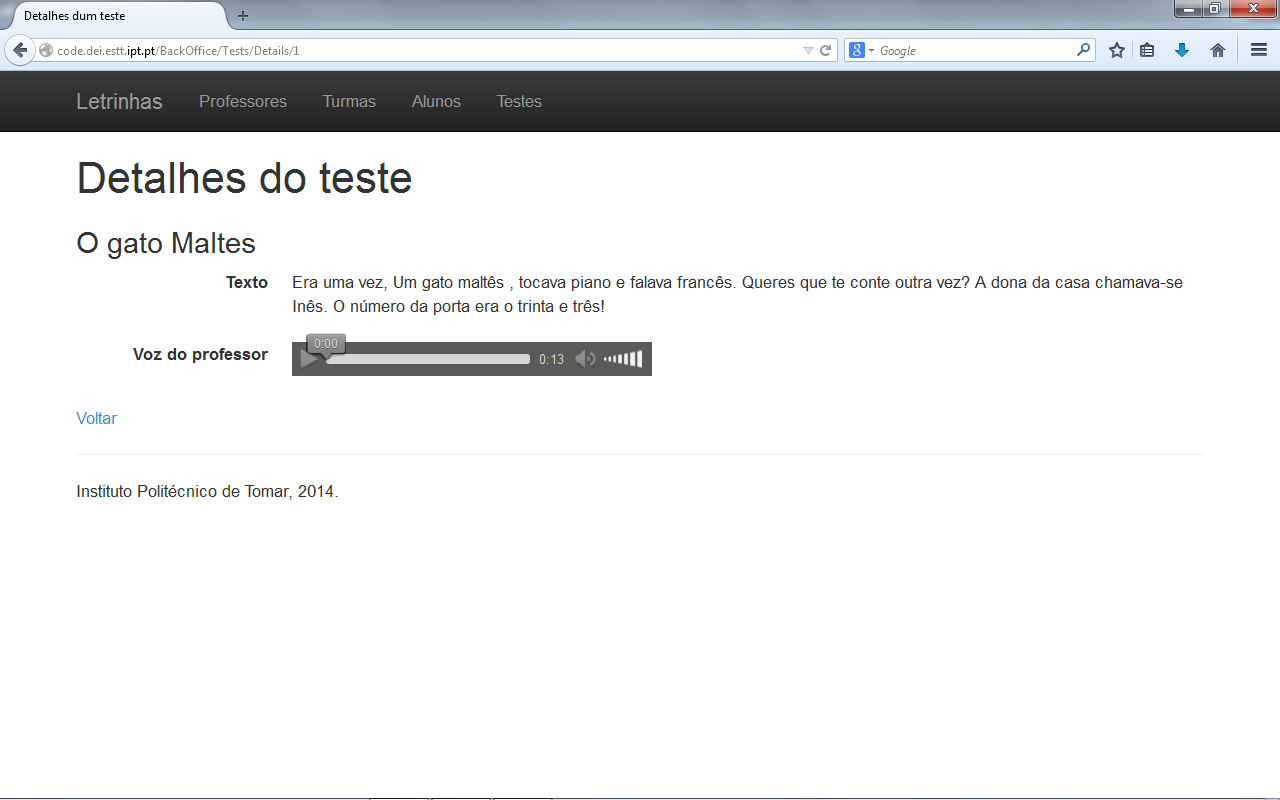 Detalhes dum teste
code.dei.estt.ipt.pt/BackOffice/Tests/Details/1
8 Google
Letrinhas Professores Turmas Alunos Testes
Detalhes do teste
O gato Maltes
Texto Era uma vez, Um gato maltês , tocava piano e falava francês. Queres que te conte outra vez? A dona da casa chamava-se
Inês. O número da porta era o trinta e três!
0:00
Voz do professor 0:13
Voltar
Instituto Politécnico de Tomar, 2014.